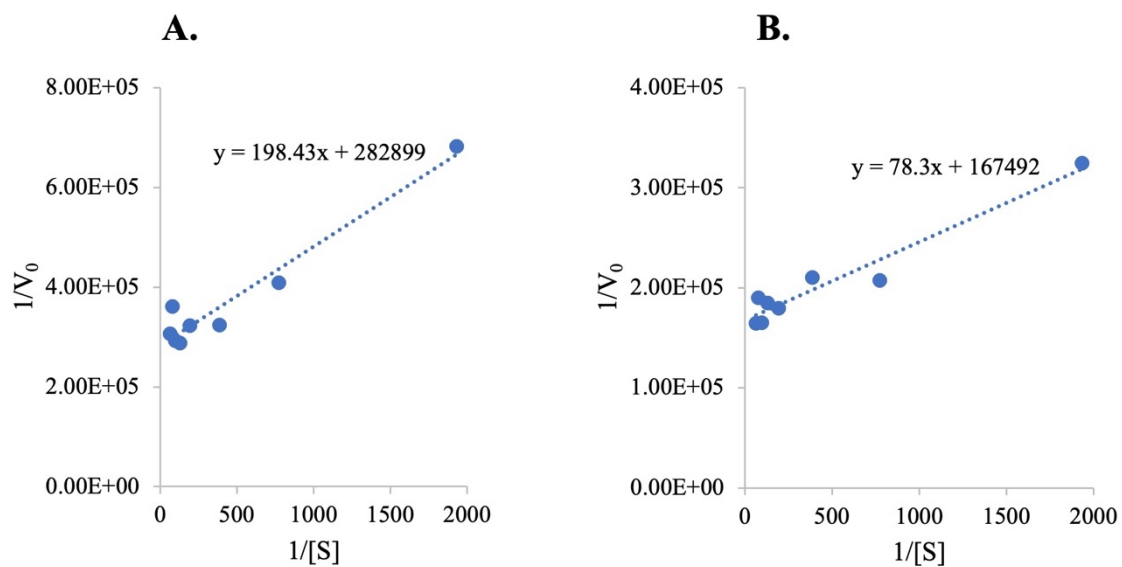 A.
8.00E+05
6.00E+05
4.00E+05
2.00E+05
0.00E+00
1/V₀
y = 198.43x + 282899
0 500 1000 1500 2000
1/[S]
B.
4.00E+05
3.00E+05
2.00E+05
1.00E+05
0.00E+00
1/V₀
y = 78.3x + 167492
0 500 1000 1500 2000
1/[S]